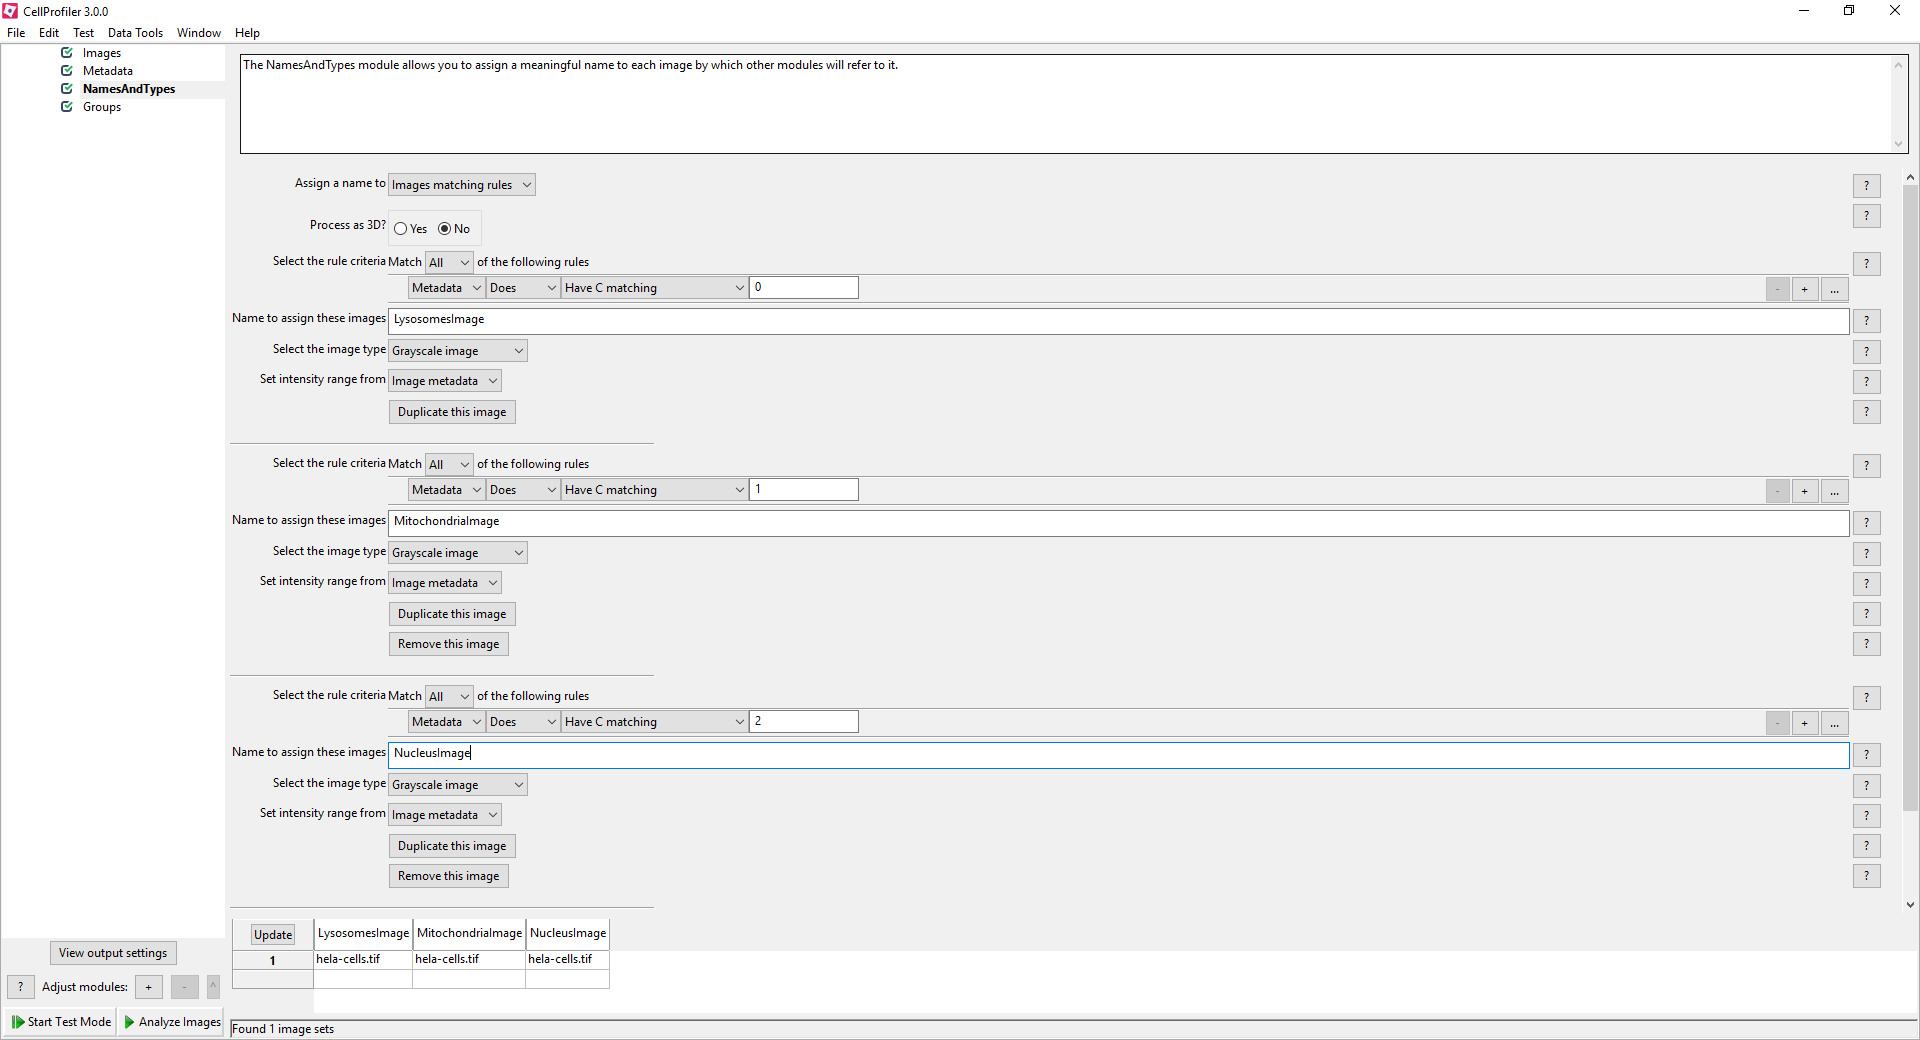 CellProfiler 3.0.0
File Edit Test Data Tools Window Help
Images
Metadata
NamesAndTypes
Groups
The NamesAndTypes module allows you to assign a meaningful name to each image by which other modules will refer to it.
Assign a name to Images matching rules ?
Process as 3D? Yes No ?
Select the rule criteria Match All of the following rules ?
Metadata Does Have C matching 0 - + ...
Name to assign these images LysosomesImage ?
Select the image type Grayscale image ?
Set intensity range from Image metadata ?
Duplicate this image ?
Select the rule criteria Match All of the following rules ?
Metadata Does Have C matching 1 - + ...
Name to assign these images MitochondriaImage ?
Select the image type Grayscale image ?
Set intensity range from Image metadata ?
Duplicate this image ?
Remove this image ?
Select the rule criteria Match All of the following rules ?
Metadata Does Have C matching 2 - + ...
Name to assign these images NucleusImage ?
Select the image type Grayscale image ?
Set intensity range from Image metadata ?
Duplicate this image ?
Remove this image ?
Update LysosomesImage MitochondriaImage NucleusImage
1 hela-cells.tif hela-cells.tif hela-cells.tif
View output settings
? Adjust modules: + - ^
Start Test Mode Analyze Images
Found 1 image sets